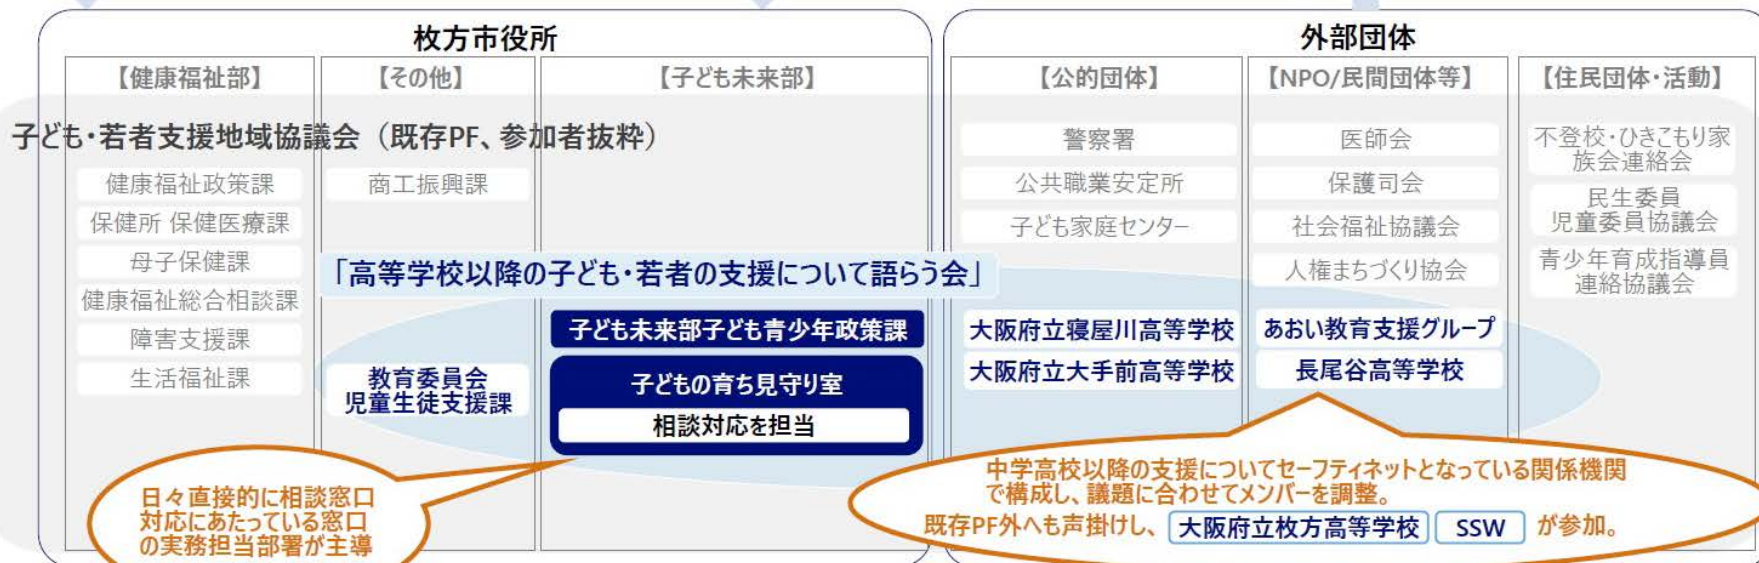 枚方市役所
【健康福祉部】
【その他】
【子ども未来部】
子ども・若者支援地域協議会（既存PF、参加者抜粋）
健康福祉政策課
保健所 保健医療課
母子保健課
健康福祉総合相談課
障害支援課
生活福祉課
商工振興課
「高等学校以降の子ども・若者の支援について語らう会」
教育委員会
児童生徒支援課
子ども未来部子ども青少年政策課
子どもの育ち見守り室
相談対応を担当
日々直接的に相談窓口
対応にあたっている窓口
の実務担当部署が主導
外部団体
【公的団体】
【NPO/民間団体等】
【住民団体・活動】
警察署
公共職業安定所
子ども家庭センター
大阪府立寝屋川高等学校
大阪府立大手前高等学校
医師会
保護司会
社会福祉協議会
人権まちづくり協会
あおい教育支援グループ
長尾谷高等学校
不登校・ひきこもり家
族会連絡会
民生委員
児童委員協議会
青少年育成指導員
連絡協議会
中学高校以降の支援についてセーフティネットとなっている関係機関
で構成し、議題に合わせてメンバーを調整。
既存PF外へも声掛けし、 大阪府立枚方高等学校 SSW が参加。